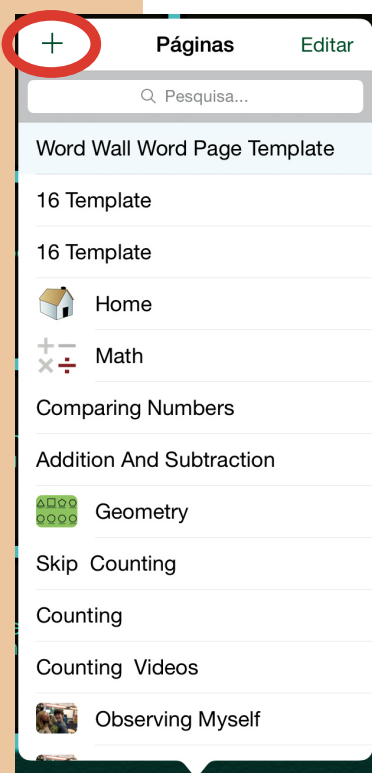 + Páginas Editar
Pesquisa...
Word Wall Word Page Template
16 Template
16 Template
Home
Math
Comparing Numbers
Addition And Subtraction
Geometry
Skip Counting
Counting
Counting Videos
Observing Myself